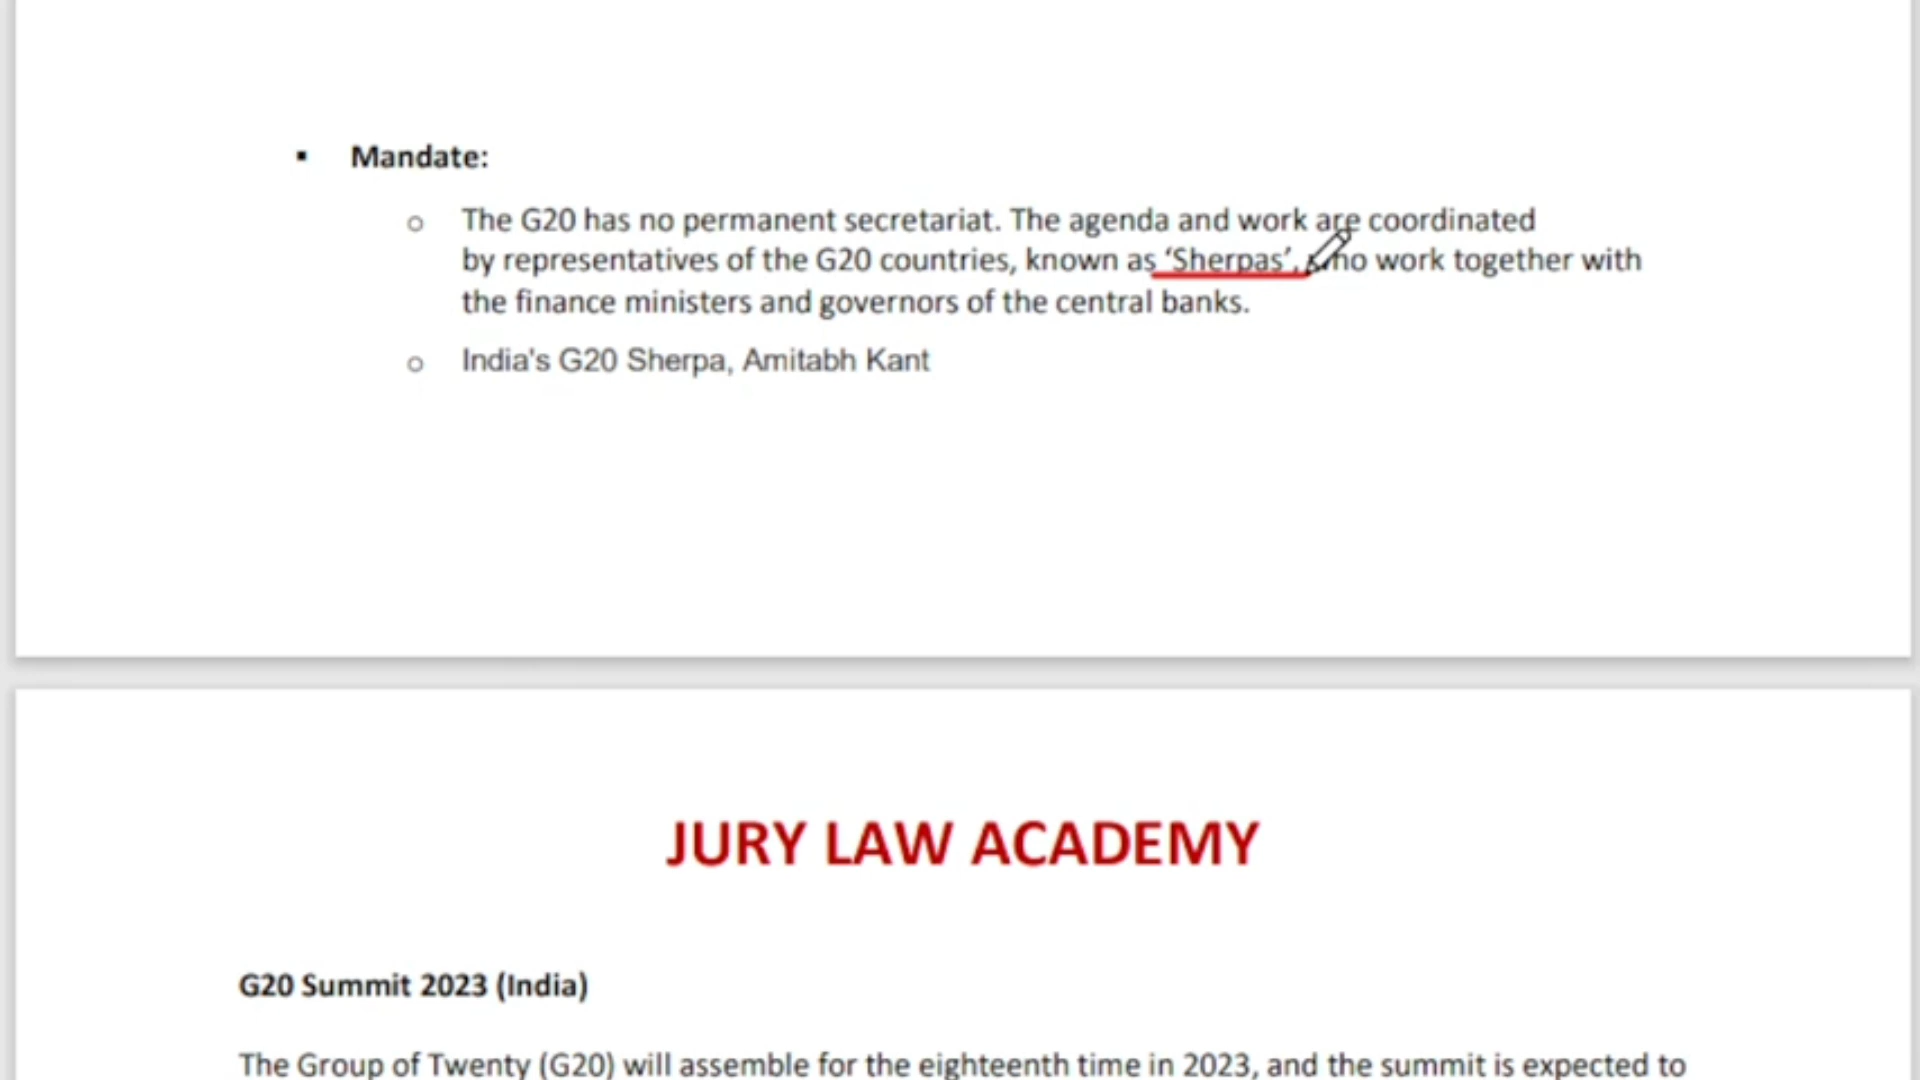 Mandate:
The G20 has no permanent secretariat. The agenda and work are coordinated
by representatives of the G20 countries, known as ‘Sherpas’, who work together with
the finance ministers and governors of the central banks.
India's G20 Sherpa, Amitabh Kant
JURY LAW ACADEMY
G20 Summit 2023 (India)
The Group of Twenty (G20) will assemble for the eighteenth time in 2023, and the summit is expected to